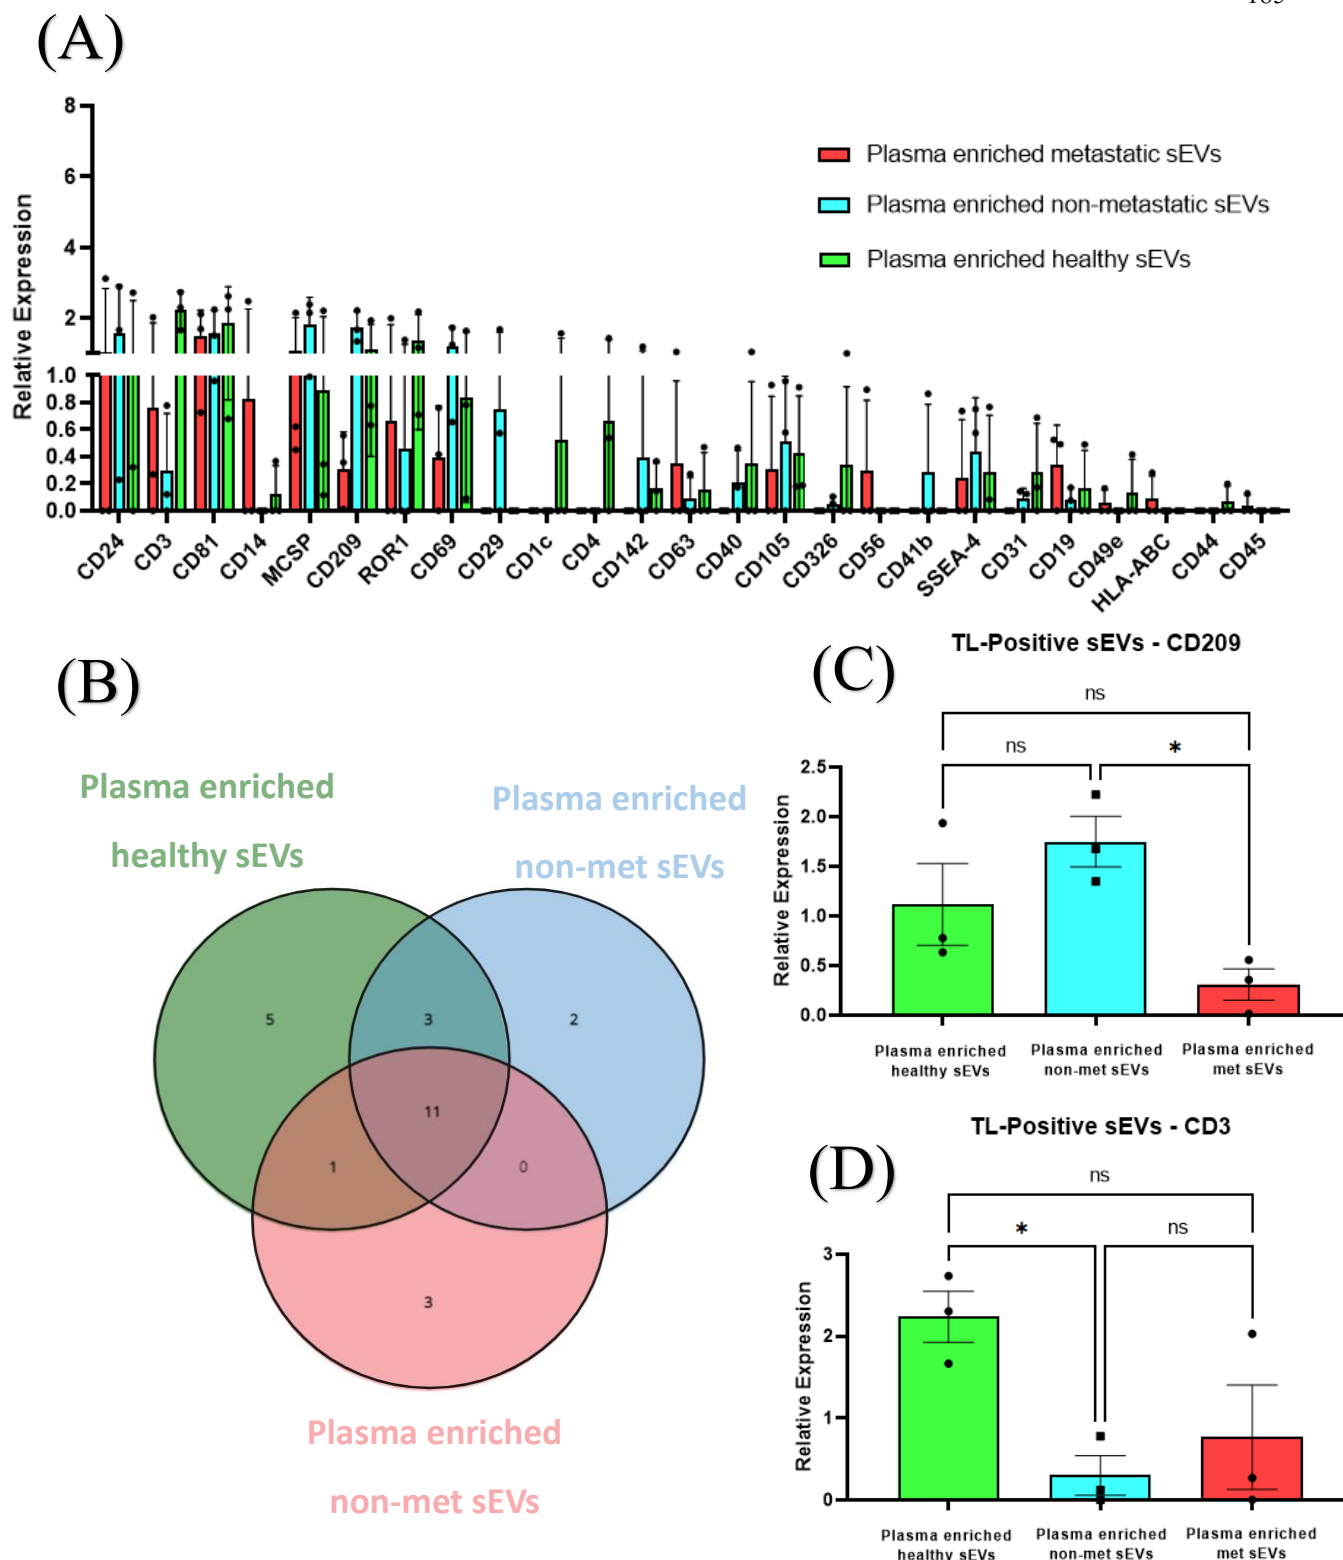 (A)
8
6
4
2
1.0
0.8
0.6
0.4
0.2
0.0
Relative Expression
Plasma enriched metastatic sEVs
Plasma enriched non-metastatic sEVs
Plasma enriched healthy sEVs
CD24
CD3
CD81
CD14
MCSP
CD209
ROR1
CD69
CD29
CD1c
CD4
CD142
CD63
CD40
CD105
CD326
CD56
CD41b
SSEA-4
CD31
CD19
CD49e
HLA-ABC
CD44
CD45
(B)
Plasma enriched
healthy sEVs
Plasma enriched
non-met sEVs
5
3
2
11
1
0
3
Plasma enriched
non-met sEVs
(C)
TL-Positive sEVs - CD209
ns
ns
*
2.5
2.0
1.5
1.0
0.5
0.0
Relative Expression
Plasma enriched
healthy sEVs
Plasma enriched
non-met sEVs
Plasma enriched
met sEVs
(D)
TL-Positive sEVs - CD3
ns
*
ns
3
2
1
0
Relative Expression
Plasma enriched
healthy sEVs
Plasma enriched
non-met sEVs
Plasma enriched
met sEVs